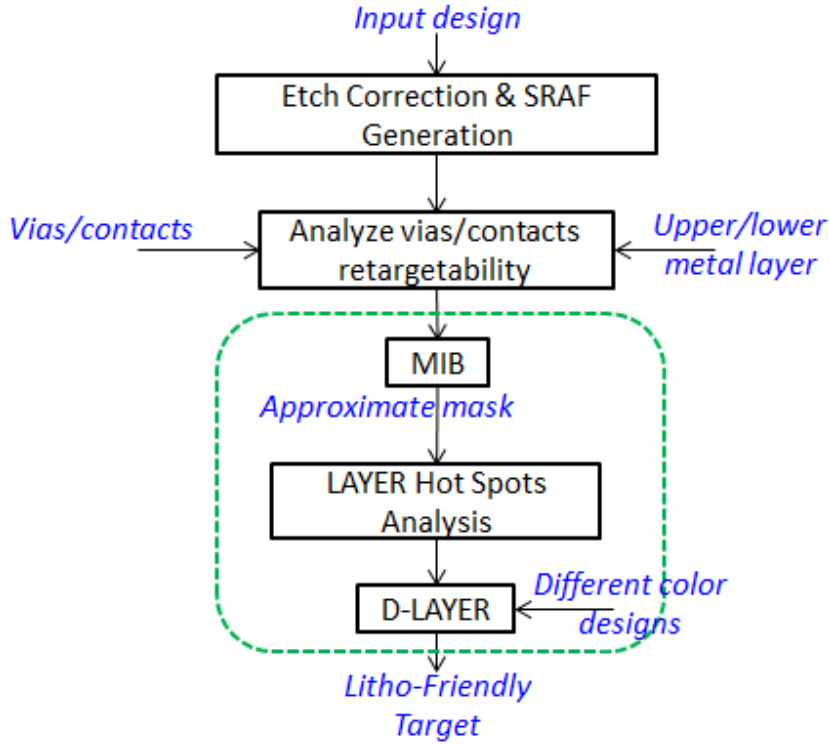 Input design
Etch Correction & SRAF
Generation
Vias/contacts
Analyze vias/contacts
retargetability
Upper/lower
metal layer
MIB
Approximate mask
LAYER Hot Spots
Analysis
D-LAYER
Different color
designs
Litho-Friendly
Target